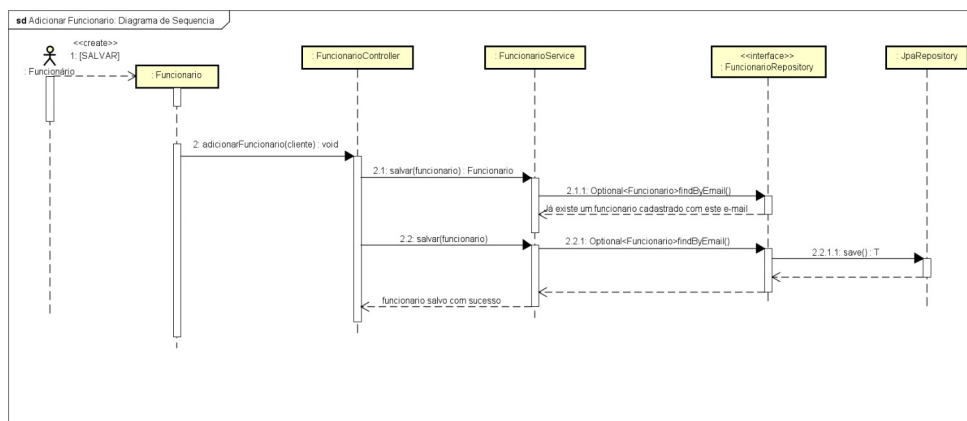 sd Adicionar Funcionario: Diagrama de Sequencia
<<create>>
1: [SALVAR]
: Funcionário
: Funcionario
: FuncionarioController
: FuncionarioService
<<interface>>
: FuncionarioRepository
: JpaRepository
2: adicionarFuncionario(cliente) : void
2.1: salvar(funcionario) : Funcionario
2.1.1: Optional<Funcionario>findByEmail()
Já existe um funcionario cadastrado com este e-mail
2.2: salvar(funcionario)
2.2.1: Optional<Funcionario>findByEmail()
2.2.1.1: save() : T
funcionario salvo com sucesso